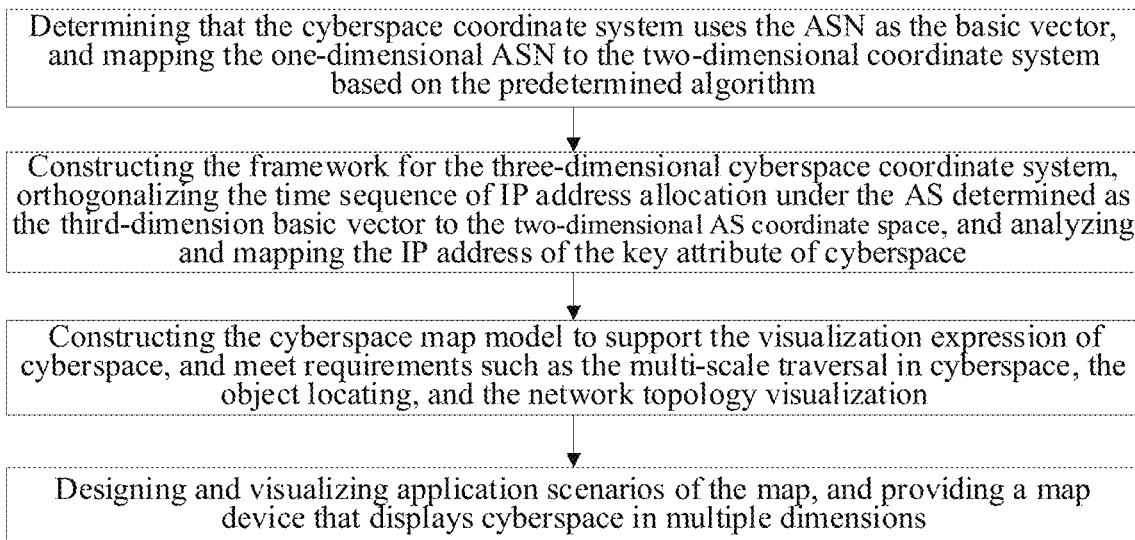 Determining that the cyberspace coordinate system uses the ASN as the basic vector,
and mapping the one-dimensional ASN to the two-dimensional coordinate system
based on the predetermined algorithm
Constructing the framework for the three-dimensional cyberspace coordinate system,
orthogonalizing the time sequence of IP address allocation under the AS determined as
the third-dimension basic vector to the two-dimensional AS coordinate space, and analyzing
and mapping the IP address of the key attribute of cyberspace
Constructing the cyberspace map model to support the visualization expression of
cyberspace, and meet requirements such as the multi-scale traversal in cyberspace, the
object locating, and the network topology visualization
Designing and visualizing application scenarios of the map, and providing a map
device that displays cyberspace in multiple dimensions